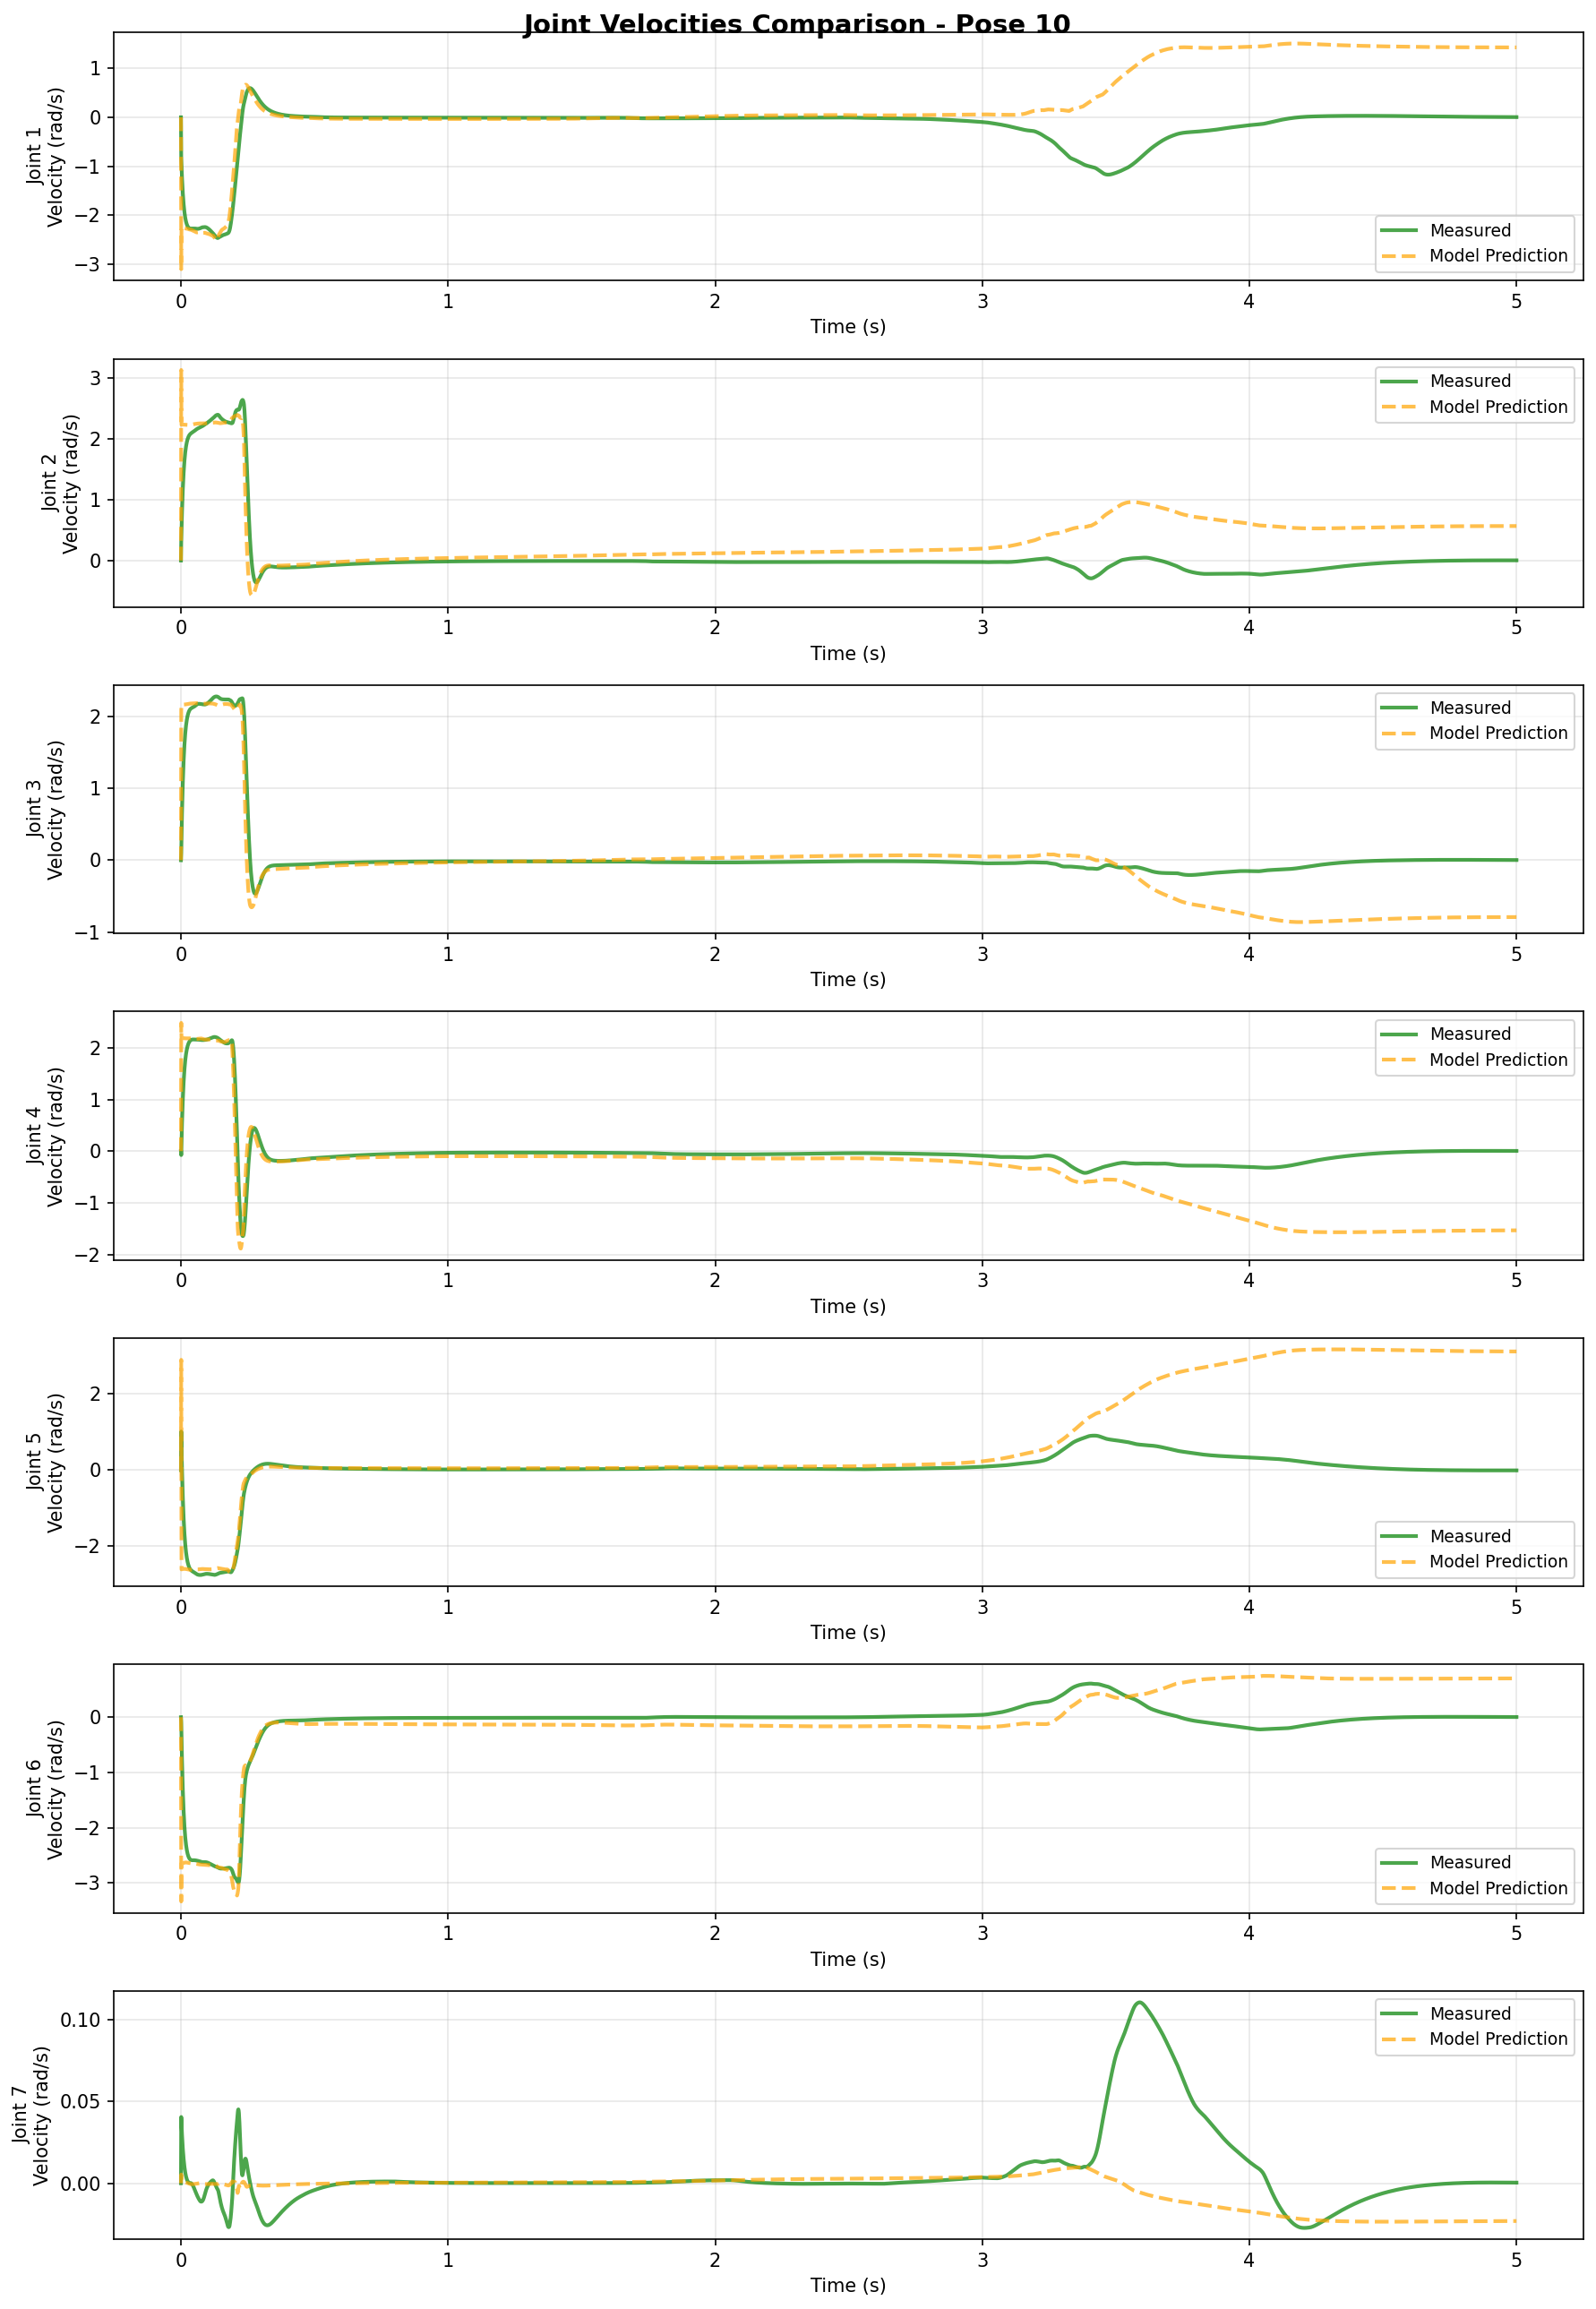 Joint Velocities Comparison - Pose 10
Joint 1
Velocity (rad/s)
1
0
−1
−2
−3
Measured
Model Prediction
0 1 2 3 4 5
Time (s)
Joint 2
Velocity (rad/s)
3
2
1
0
Measured
Model Prediction
0 1 2 3 4 5
Time (s)
Joint 3
Velocity (rad/s)
2
1
0
−1
Measured
Model Prediction
0 1 2 3 4 5
Time (s)
Joint 4
Velocity (rad/s)
2
1
0
−1
−2
Measured
Model Prediction
0 1 2 3 4 5
Time (s)
Joint 5
Velocity (rad/s)
2
0
−2
Measured
Model Prediction
0 1 2 3 4 5
Time (s)
Joint 6
Velocity (rad/s)
0
−1
−2
−3
Measured
Model Prediction
0 1 2 3 4 5
Time (s)
Joint 7
Velocity (rad/s)
0.10
0.05
0.00
Measured
Model Prediction
0 1 2 3 4 5
Time (s)